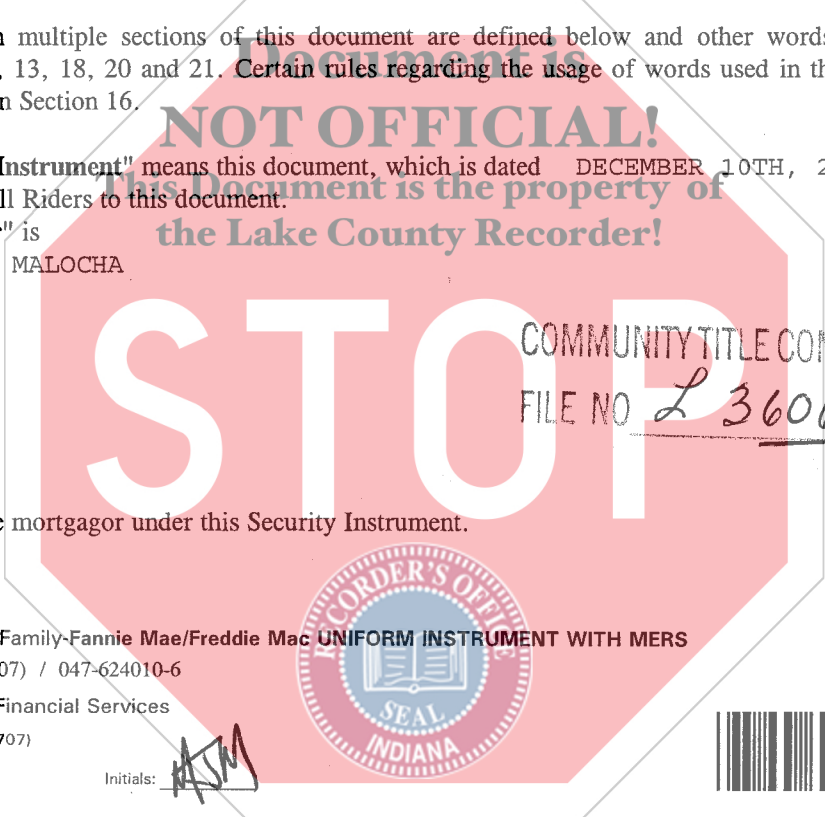 multiple sections of this document are defined below and other words
, 13, 18, 20 and 21. Certain rules regarding the usage of words used in
n Section 16.
Document is
NOT OFFICIAL!
Instrument" means this document, which is dated DECEMBER 10TH, 2
This Document is the property of
ll Riders to this document.
" is
the Lake County Recorder!
MALOCHA
STOP
COMMUNITY TITLE COM
FILE NO L 3606
mortgagor under this Security Instrument.
RECORDER'S OFFICE
SEAL
INDIANA
Family-Fannie Mae/Freddie Mac UNIFORM INSTRUMENT WITH MERS
07) / 047-624010-6
Financial Services
707)
Initials: